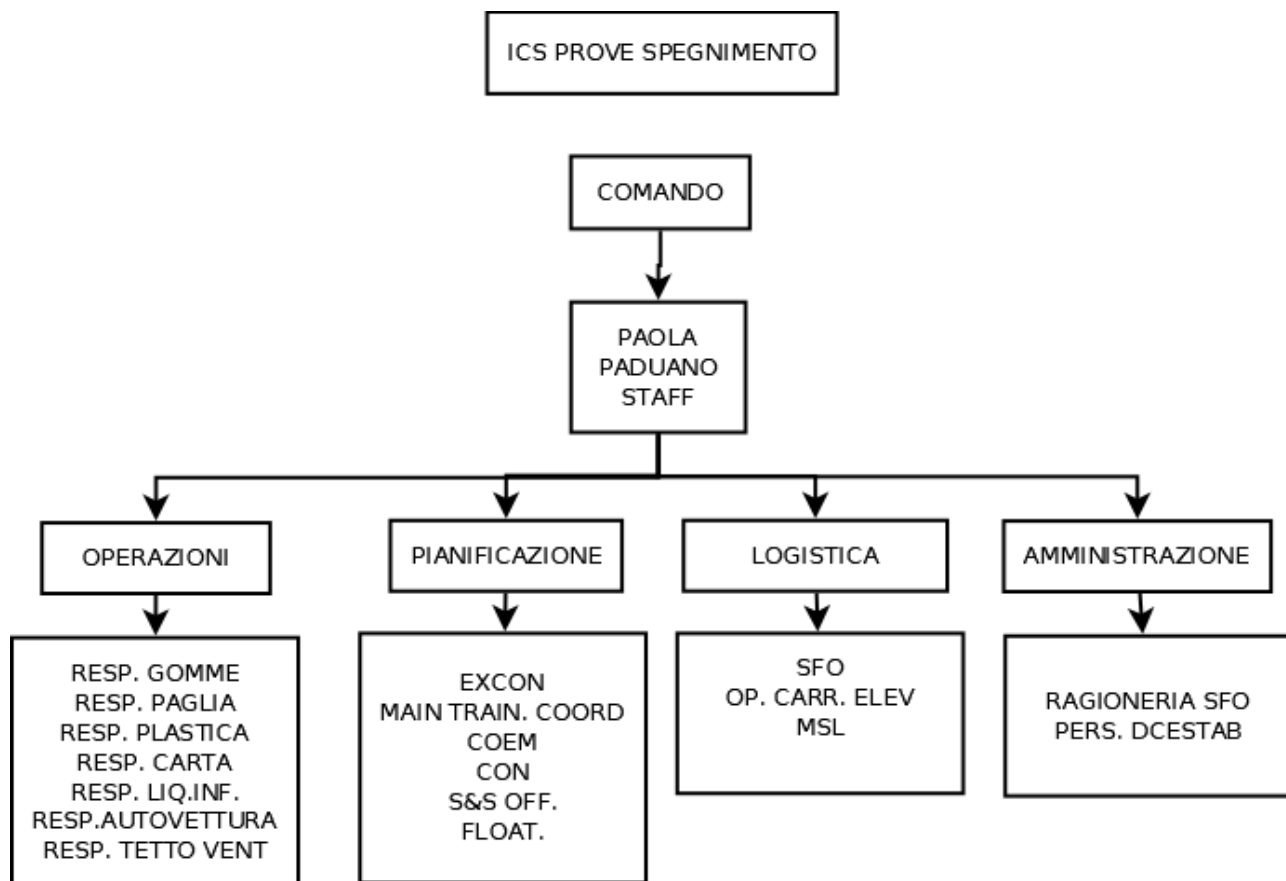 ICS PROVE SPEGNIMENTO
COMANDO
PAOLA
PADUANO
STAFF
OPERAZIONI
PIANIFICAZIONE
LOGISTICA
AMMINISTRAZIONE
RESP. GOMME
RESP. PAGLIA
RESP. PLASTICA
RESP. CARTA
RESP. LIQ.INF.
RESP.AUTOVETTURA
RESP. TETTO VENT
EXCON
MAIN TRAIN. COORD
COEM
CON
S&S OFF.
FLOAT.
SFO
OP. CARR. ELEV
MSL
RAGIONERIA SFO
PERS. DCESTAB